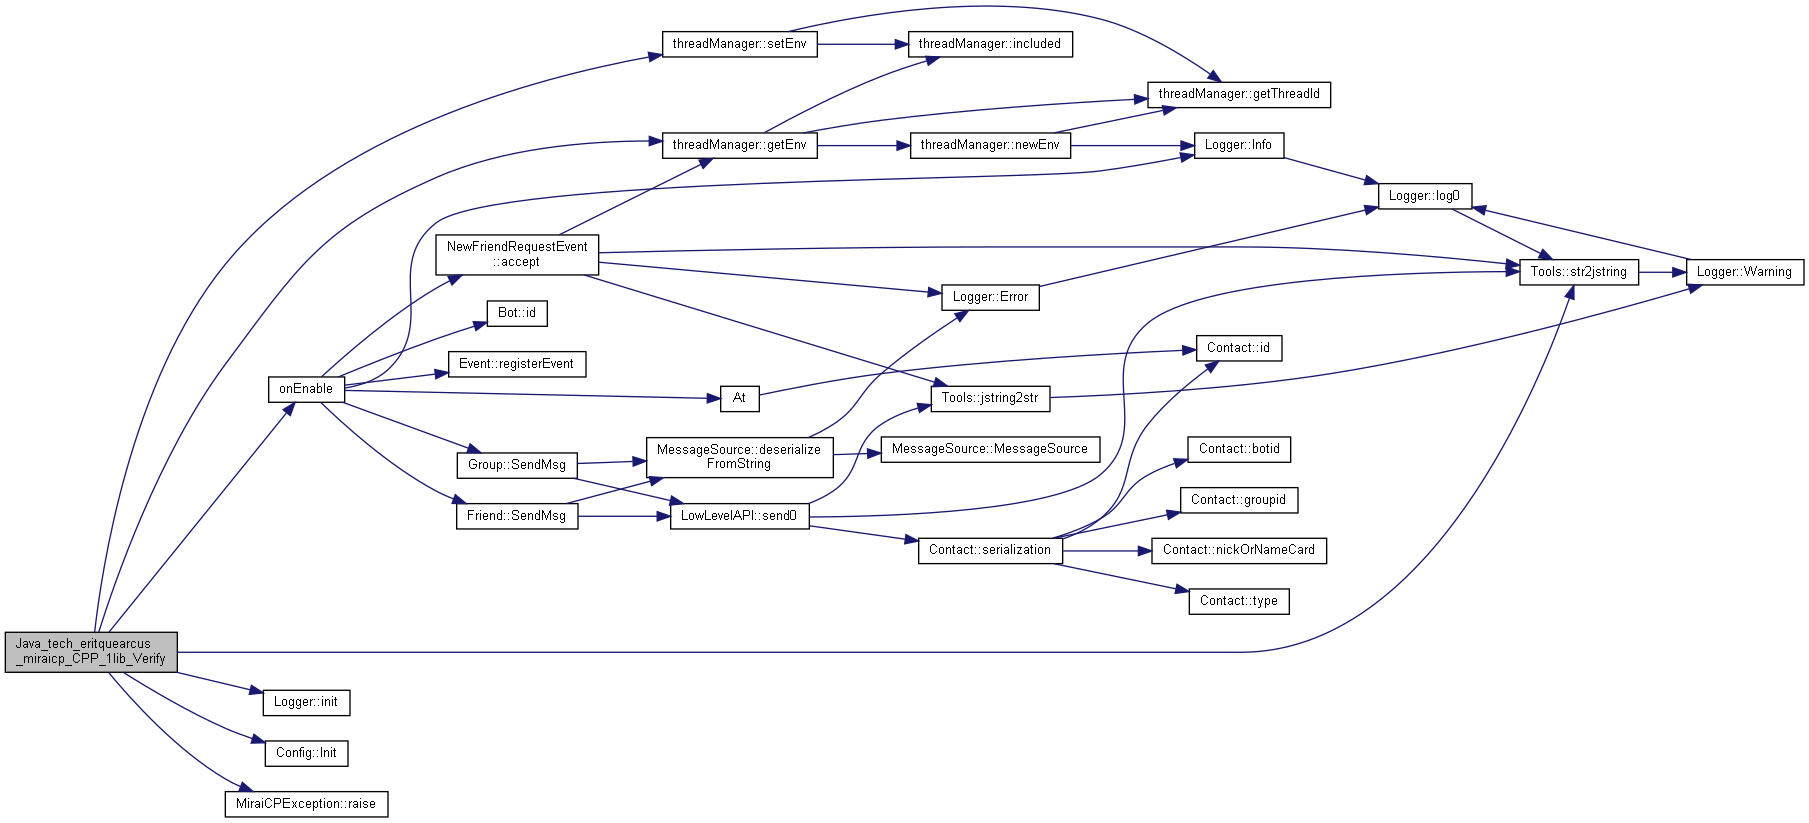 threadManager::setEnv
threadManager::included
threadManager::getThreadId
threadManager::getEnv
threadManager::newEnv
Logger::Info
Logger::log0
NewFriendRequestEvent
::accept
Tools::str2jstring
Logger::Warning
Logger::Error
Bot::id
Contact::id
Event::registerEvent
onEnable
At
Tools::jstring2str
Group::SendMsg
MessageSource::deserialize
FromString
MessageSource::MessageSource
Contact::botid
Contact::groupid
Friend::SendMsg
LowLevelAPI::send0
Contact::serialization
Contact::nickOrNameCard
Contact::type
Java_tech_eritquearcus
_miraicp_CPP_1lib_Verify
Logger::init
Config::Init
MiraiCPException::raise